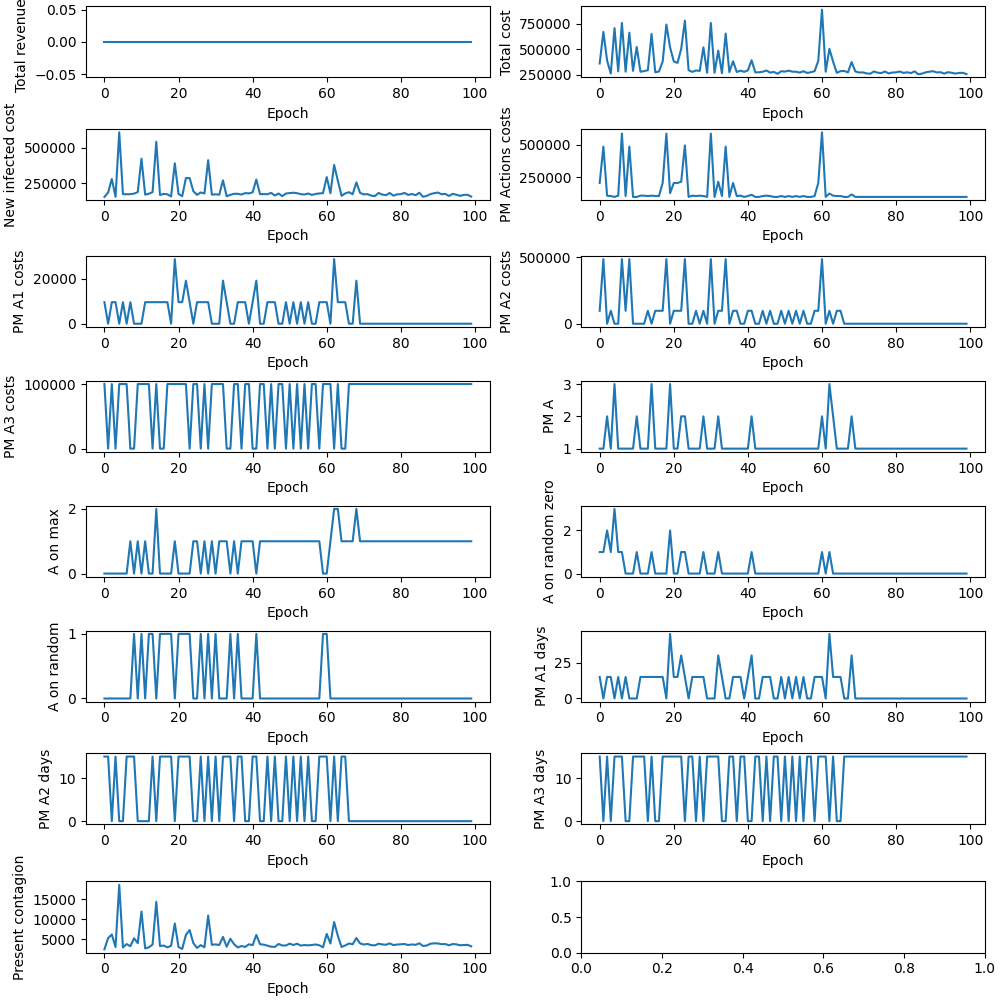 Total revenue
0.05
0.00
−0.05
0 20 40 60 80 100
Epoch
Total cost
750000
500000
250000
0 20 40 60 80 100
Epoch
New infected cost
500000
250000
0 20 40 60 80 100
Epoch
PM Actions costs
500000
250000
0 20 40 60 80 100
Epoch
PM A1 costs
20000
0
0 20 40 60 80 100
Epoch
PM A2 costs
500000
0
0 20 40 60 80 100
Epoch
PM A3 costs
100000
0
0 20 40 60 80 100
Epoch
PM A
3
2
1
0 20 40 60 80 100
Epoch
A on max
2
0
0 20 40 60 80 100
Epoch
A on random zero
2
0
0 20 40 60 80 100
Epoch
A on random
1
0
0 20 40 60 80 100
Epoch
PM A1 days
25
0
0 20 40 60 80 100
Epoch
PM A2 days
10
0
0 20 40 60 80 100
Epoch
PM A3 days
10
0
0 20 40 60 80 100
Epoch
Present contagion
15000
10000
5000
0 20 40 60 80 100
Epoch
1.0
0.5
0.0
0.0 0.2 0.4 0.6 0.8 1.0